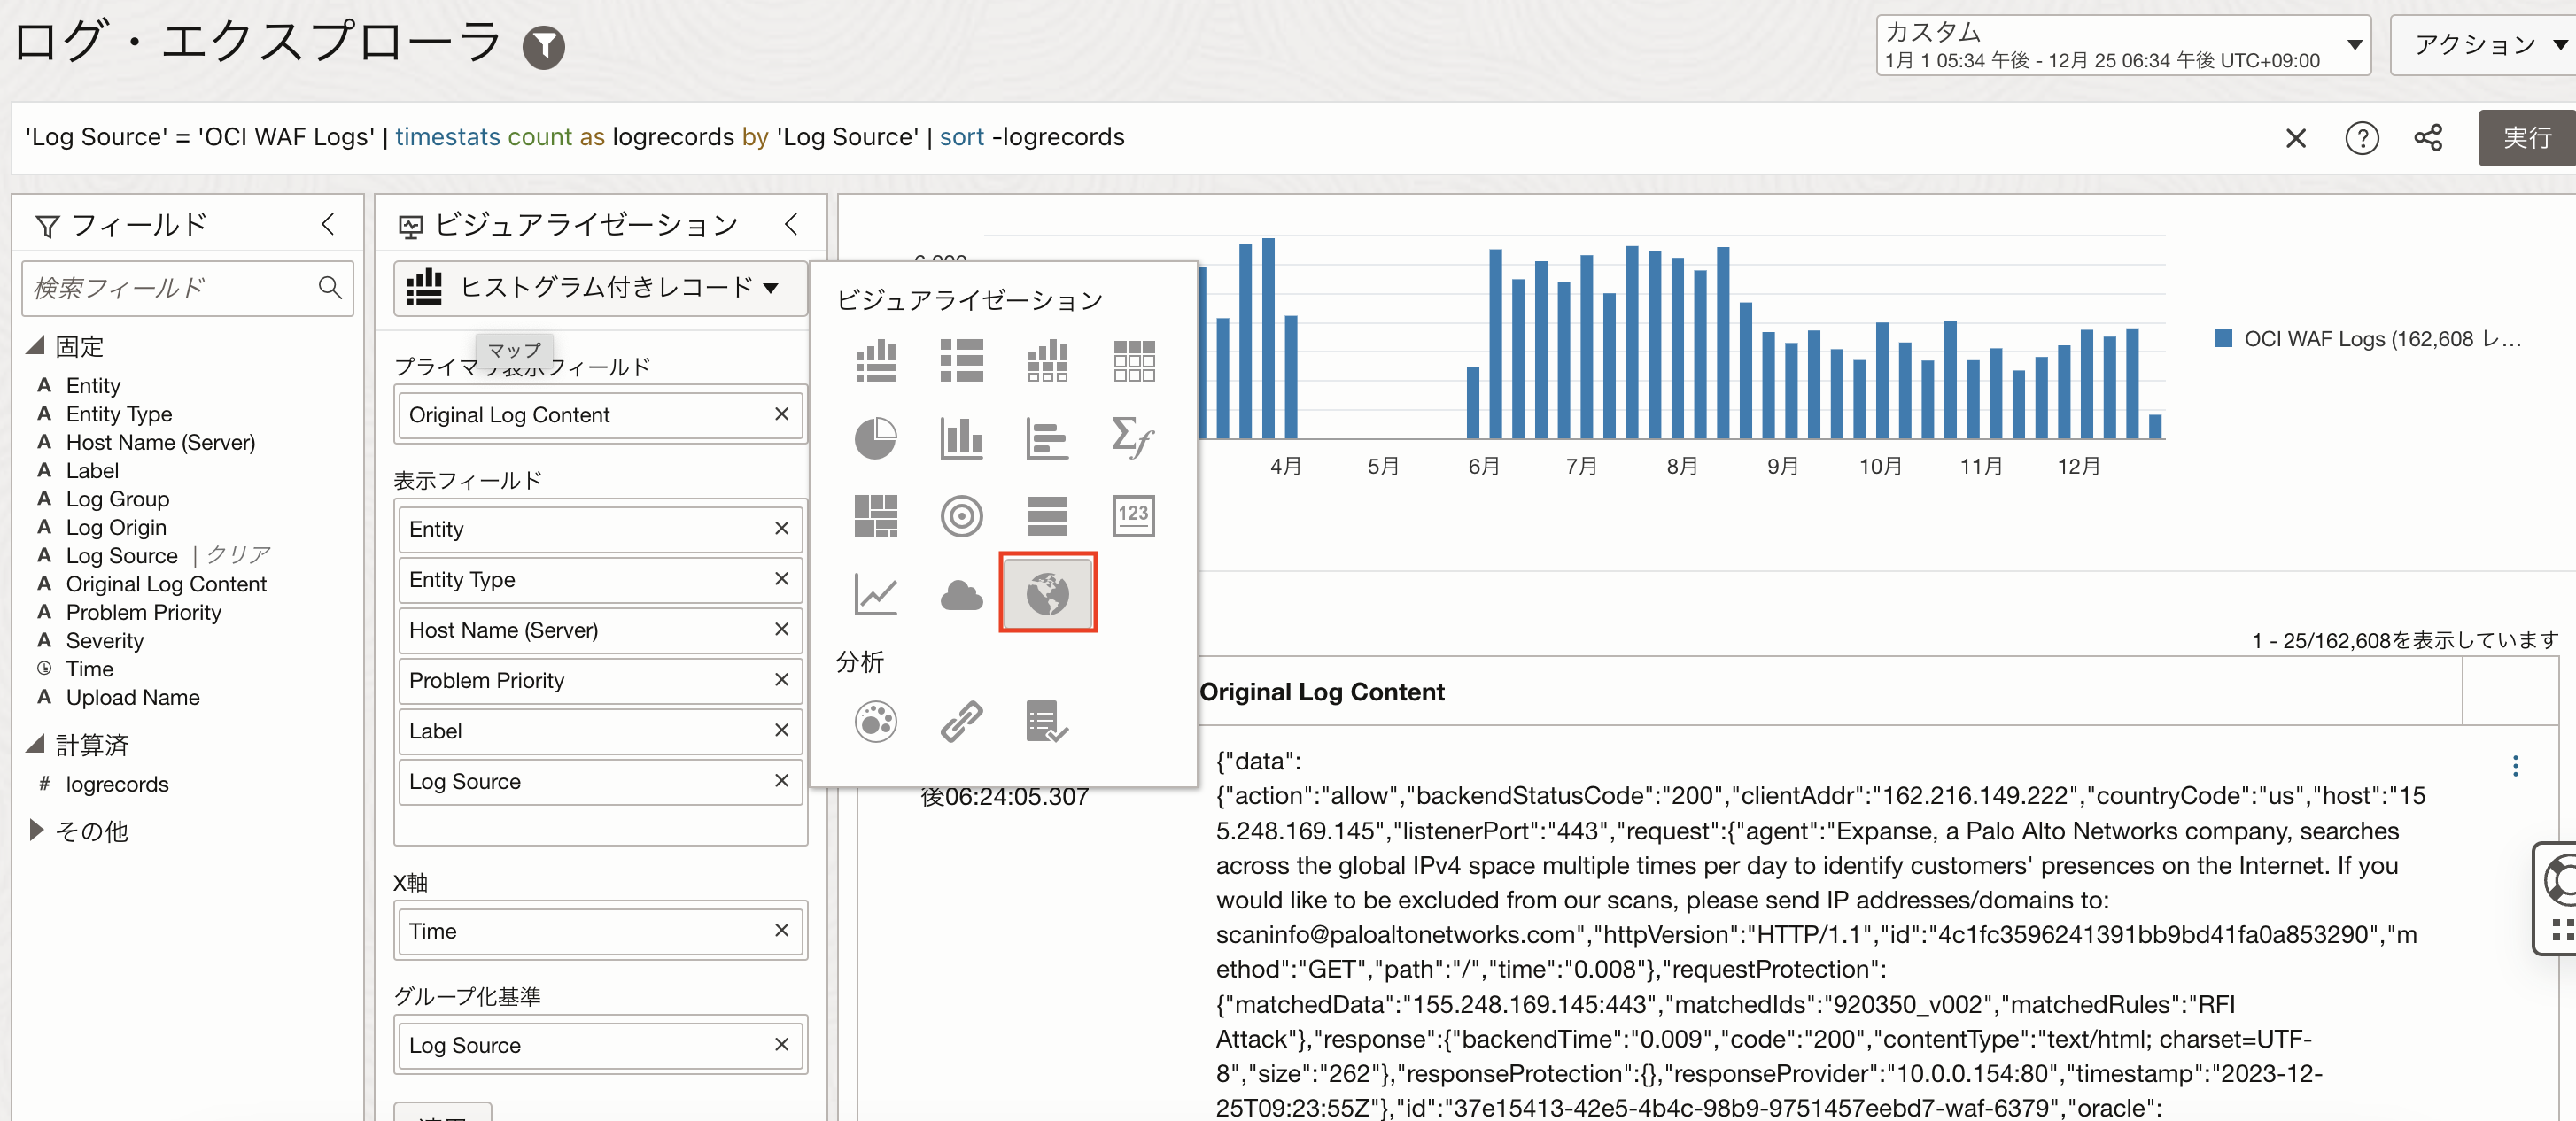 ログ・エクスプローラ
カスタム
1月 1 05:34 午後 - 12月 25 06:34 午後 UTC+09:00
アクション
'Log Source' = 'OCI WAF Logs' | timestats count as logrecords by 'Log Source' | sort -logrecords
実行
フィールド
検索フィールド
固定
Entity
Entity Type
Host Name (Server)
Label
Log Group
Log Origin
Log Source | クリア
Original Log Content
Problem Priority
Severity
Time
Upload Name
計算済
# logrecords
その他
ビジュアライゼーション
ヒストグラム付きレコード
マップ
プライマリ表示フィールド
Original Log Content
表示フィールド
Entity
Entity Type
Host Name (Server)
Problem Priority
Label
Log Source
X軸
Time
グループ化基準
Log Source
ビジュアライゼーション
123
分析
4月
5月
6月
7月
8月
9月
10月
11月
12月
OCI WAF Logs (162,608 レ...
1 - 25/162,608を表示しています
Original Log Content
後06:24:05.307
{"data":
{"action":"allow","backendStatusCode":"200","clientAddr":"162.216.149.222","countryCode":"us","host":"15
5.248.169.145","listenerPort":"443","request":{"agent":"Expanse, a Palo Alto Networks company, searches
across the global IPv4 space multiple times per day to identify customers' presences on the Internet. If you
would like to be excluded from our scans, please send IP addresses/domains to:
scaninfo@paloaltonetworks.com","httpVersion":"HTTP/1.1","id":"4c1fc3596241391bb9bd41fa0a853290","m
ethod":"GET","path":"/","time":"0.008"},"requestProtection":
{"matchedData":"155.248.169.145:443","matchedIds":"920350_v002","matchedRules":"RFI
Attack"},"response":{"backendTime":"0.009","code":"200","contentType":"text/html; charset=UTF-
8","size":"262"},"responseProtection":{},"responseProvider":"10.0.0.154:80","timestamp":"2023-12-
25T09:23:55Z"},"id":"37e15413-42e5-4b4c-98b9-9751457eebd7-waf-6379","oracle":